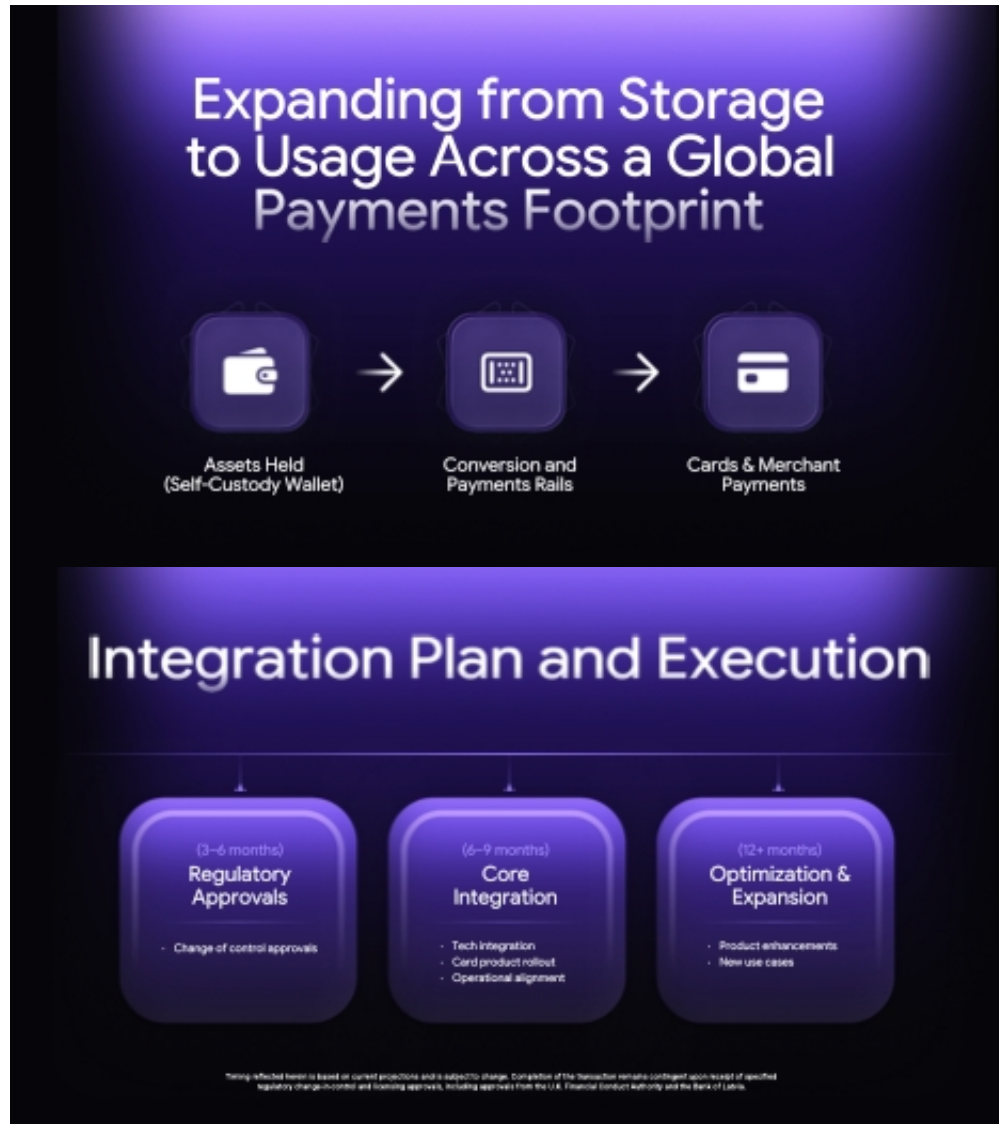 Expanding from Storage
to Usage Across a Global
Payments Footprint
Assets Held
(Self-Custody Wallet)
Conversion and
Payments Rails
Cards & Merchant
Payments
Integration Plan and Execution
(3–6 months)
Regulatory
Approvals
· Change of control approvals
(6–9 months)
Core
Integration
· Tech integration
· Card product rollout
· Operational alignment
(12+ months)
Optimization &
Expansion
· Product enhancements
· New use cases
Timing reflected herein is based on current projections and is subject to change. Completion of the transaction remains contingent upon receipt of specified
regulatory change-in-control and licensing approvals, including approvals from the U.K. Financial Conduct Authority and the Bank of Latvia.